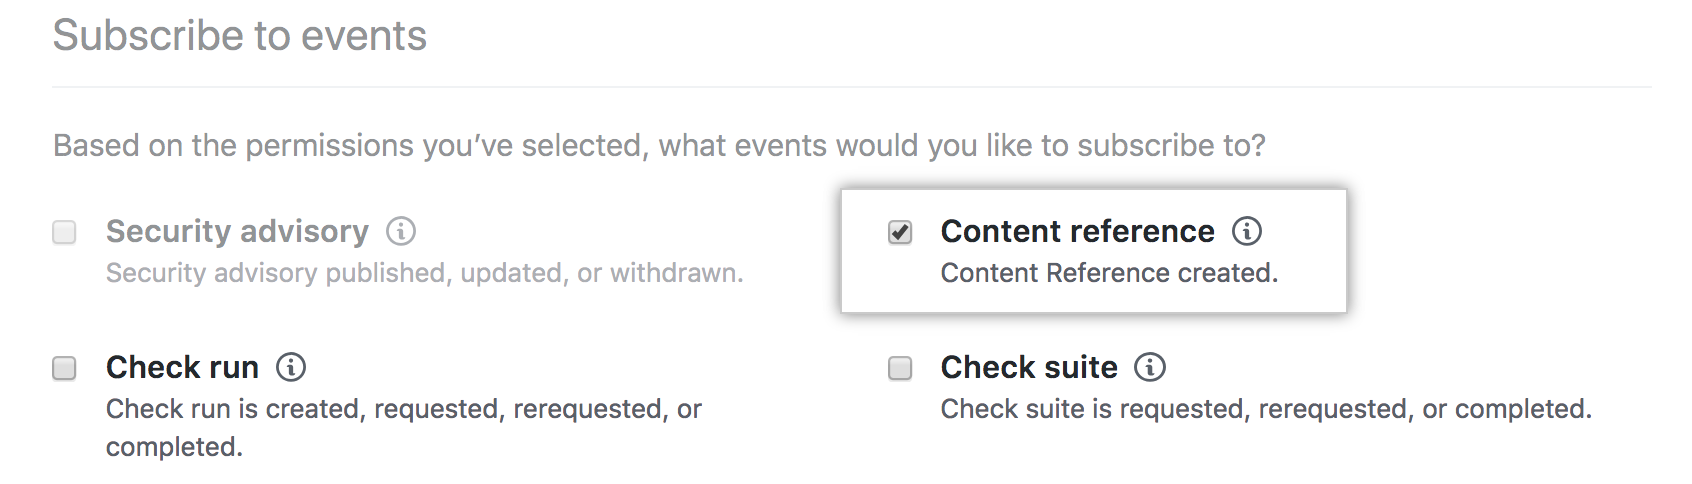 Subscribe to events
Based on the permissions you’ve selected, what events would you like to subscribe to?
Security advisory
Security advisory published, updated, or withdrawn.
Content reference
Content Reference created.
Check run
Check run is created, requested, rerequested, or
completed.
Check suite
Check suite is requested, rerequested, or completed.